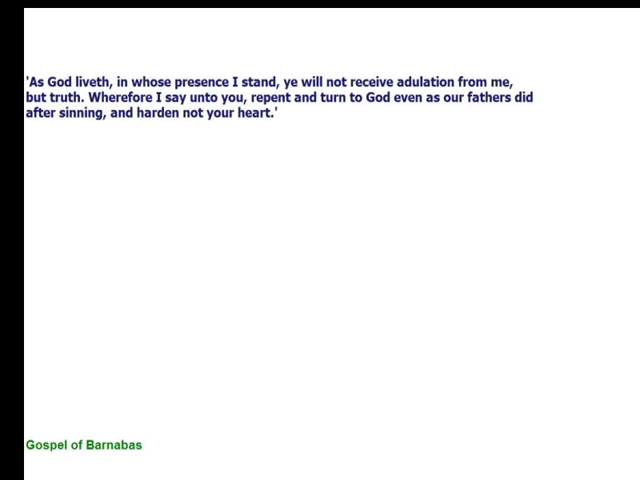 'As God liveth, in whose presence I stand, ye will not receive adulation from me,
but truth. Wherefore I say unto you, repent and turn to God even as our fathers did
after sinning, and harden not your heart.'
Gospel of Barnabas